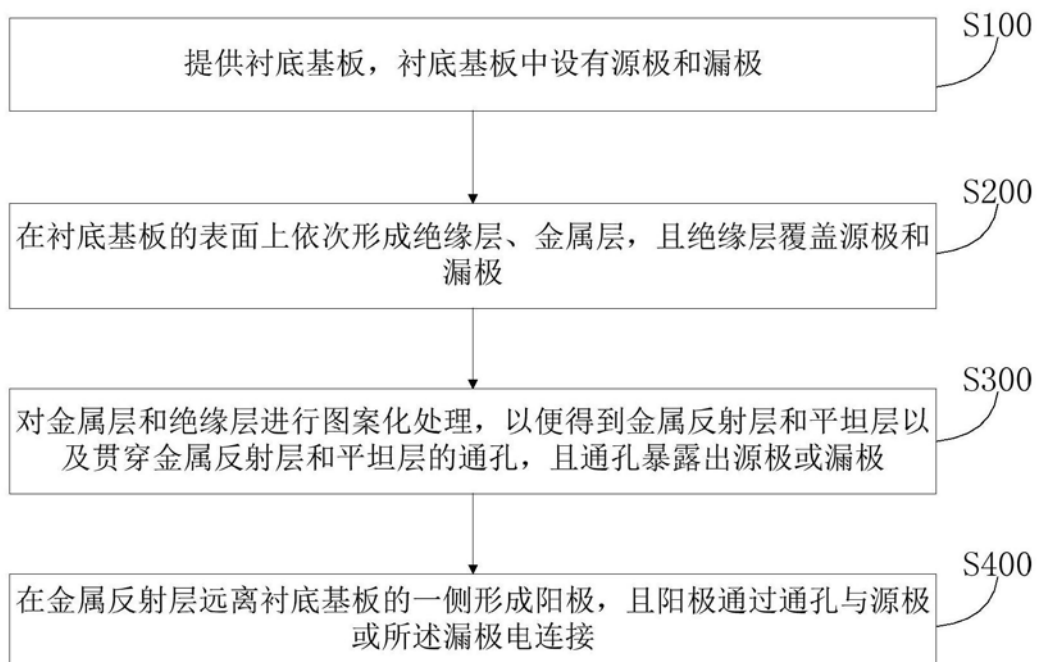 S100
提供衬底基板，衬底基板中设有源极和漏极
S200
在衬底基板的表面上依次形成绝缘层、金属层，且绝缘层覆盖源极和
漏极
S300
对金属层和绝缘层进行图案化处理，以便得到金属反射层和平坦层以
及贯穿金属反射层和平坦层的通孔，且通孔暴露出源极或漏极
S400
在金属反射层远离衬底基板的一侧形成阳极，且阳极通过通孔与源极
或所述漏极电连接